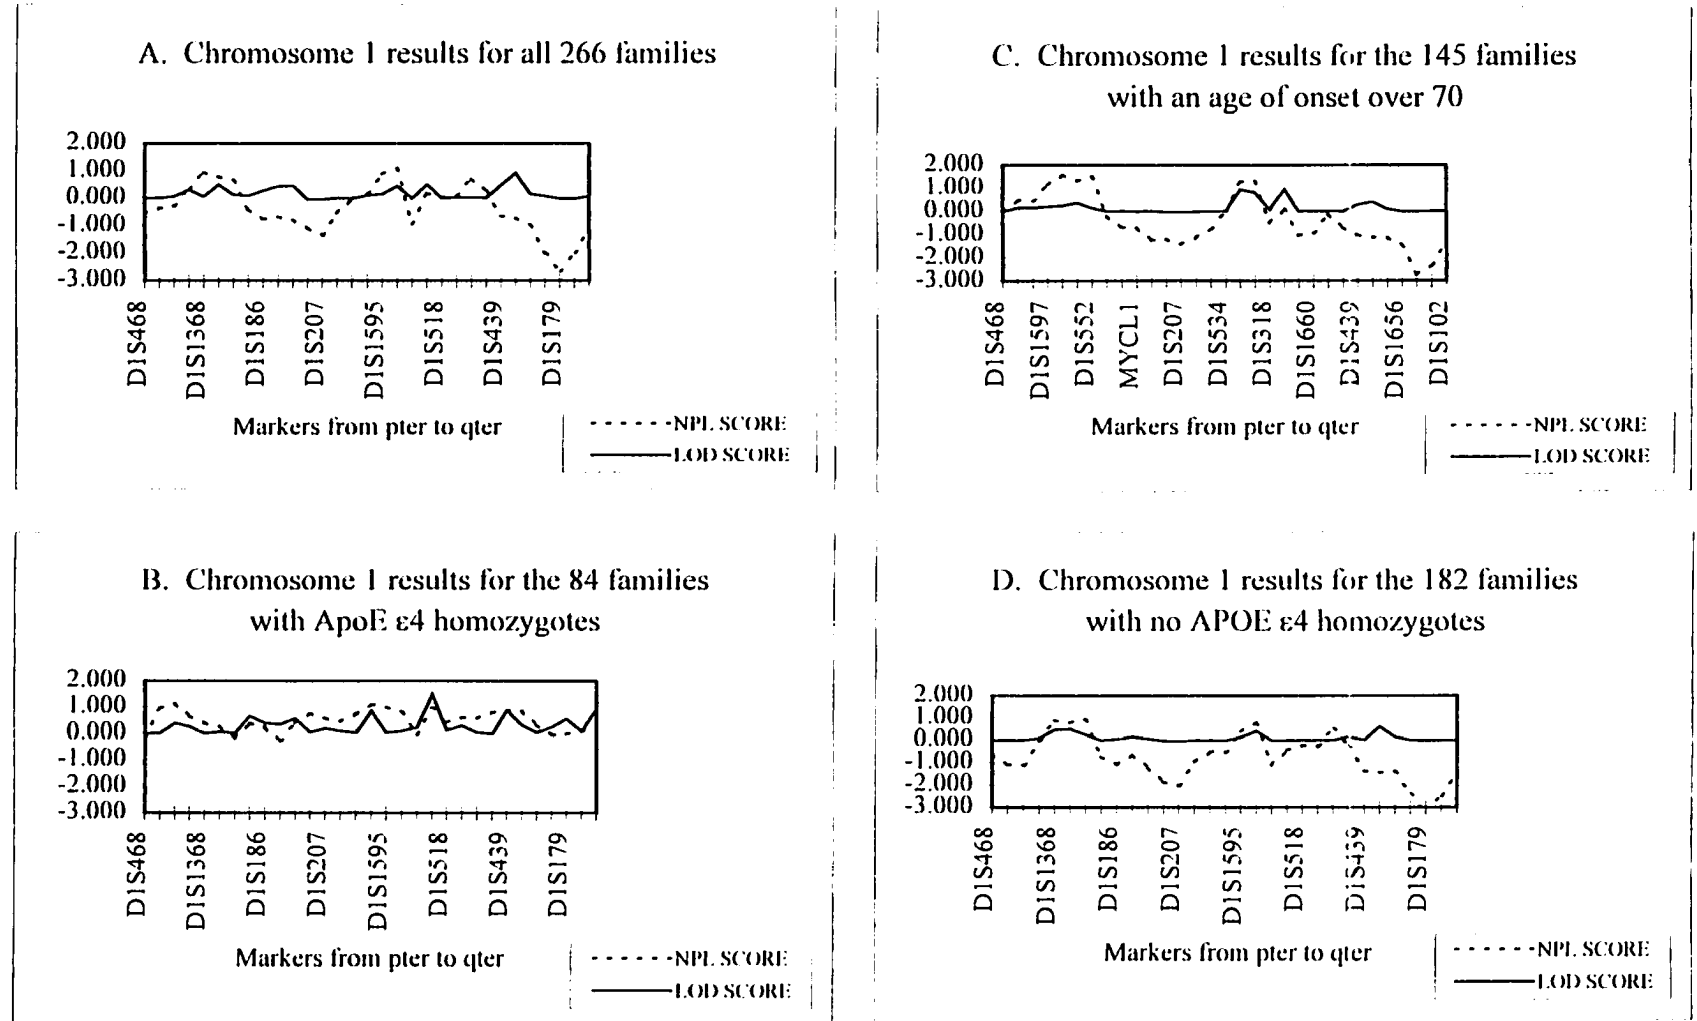 A. Chromosome 1 results for all 266 families
2.000
1.000
0.000
-1.000
-2.000
-3.000
D1S468
D1S1368
D1S186
D1S207
D1S1595
D1S518
D1S439
D1S179
Markers from pter to qter
NPL SCORE
LOD SCORE
C. Chromosome 1 results for the 145 families
with an age of onset over 70
2.000
1.000
0.000
-1.000
-2.000
-3.000
D1S468
D1S1597
D1S552
MYCL1
D1S207
D1S534
D1S318
D1S1660
D1S439
D1S1656
D1S102
Markers from pter to qter
NPL SCORE
LOD SCORE
B. Chromosome 1 results for the 84 families
with ApoE ε4 homozygotes
2.000
1.000
0.000
-1.000
-2.000
-3.000
D1S468
D1S1368
D1S186
D1S207
D1S1595
D1S518
D1S439
D1S179
Markers from pter to qter
NPL SCORE
LOD SCORE
D. Chromosome 1 results for the 182 families
with no APOE ε4 homozygotes
2.000
1.000
0.000
-1.000
-2.000
-3.000
D1S468
D1S1368
D1S186
D1S207
D1S1595
D1S518
D1S439
D1S179
Markers from pter to qter
NPL SCORE
LOD SCORE